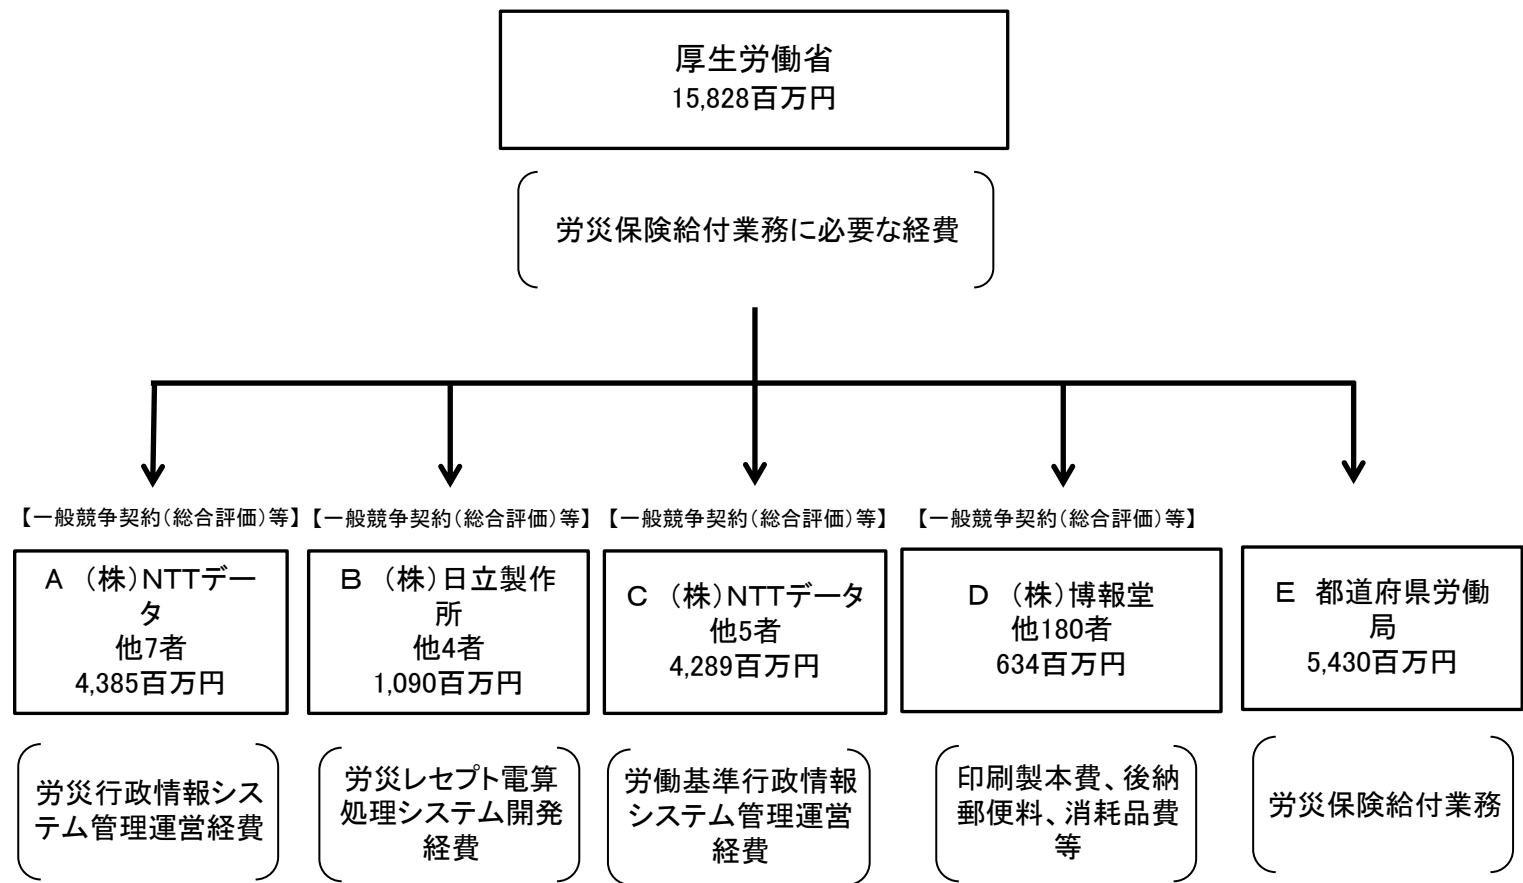 厚生労働省
15,828百万円
労災保険給付業務に必要な経費
【一般競争契約(総合評価)等】
【一般競争契約(総合評価)等】
【一般競争契約(総合評価)等】
【一般競争契約(総合評価)等】
A (株)NTTデー
タ
他7者
4,385百万円
B (株)日立製作
所
他4者
1,090百万円
C (株)NTTデータ
他5者
4,289百万円
D (株)博報堂
他180者
634百万円
E 都道府県労働
局
5,430百万円
労災行政情報シス
テム管理運営経費
労災レセプト電算
処理システム開発
経費
労働基準行政情報
システム管理運営
経費
印刷製本費、後納
郵便料、消耗品費
等
労災保険給付業務